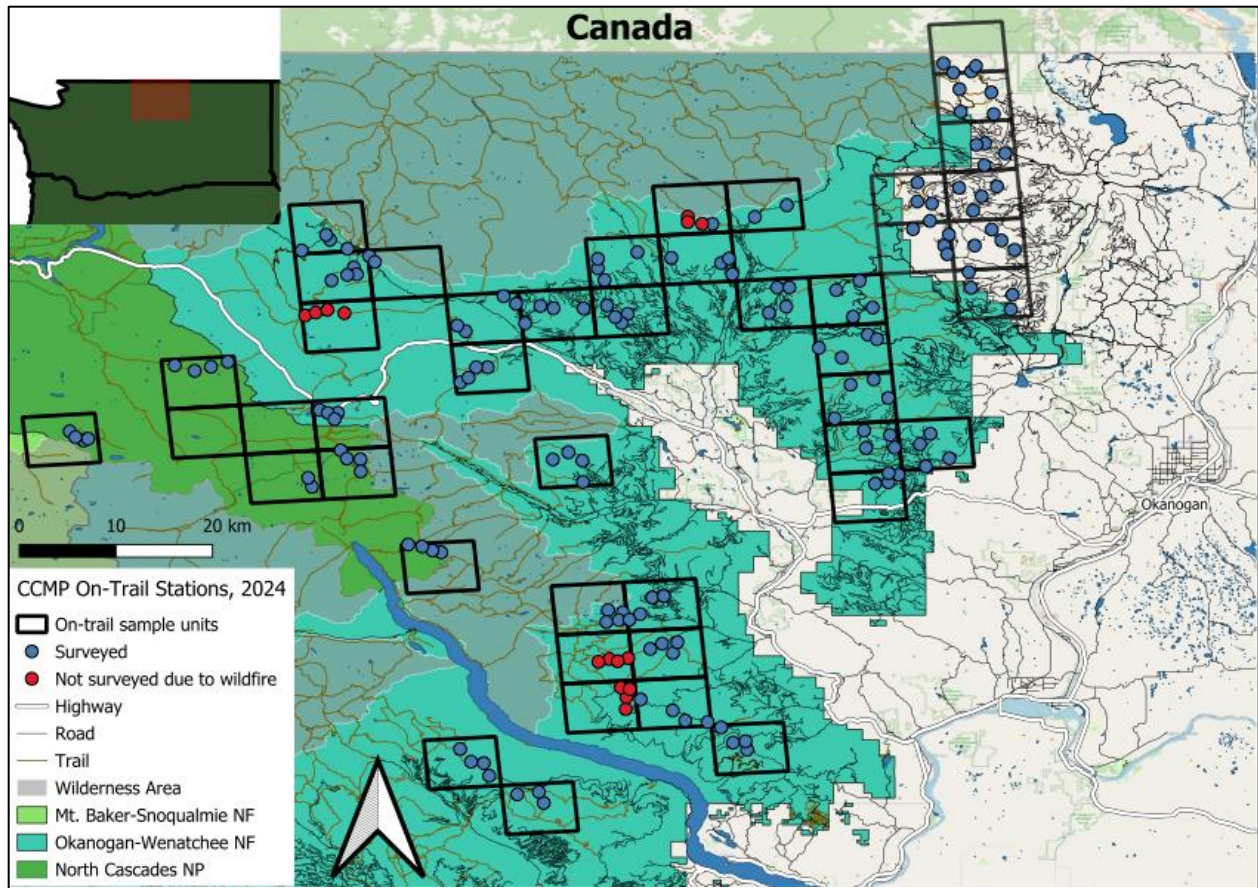 Canada
Okanogan
0 10 20 km
CCMP On-Trail Stations, 2024
On-trail sample units
Surveyed
Not surveyed due to wildfire
Highway
Road
Trail
Wilderness Area
Mt. Baker-Snoqualmie NF
Okanogan-Wenatchee NF
North Cascades NP